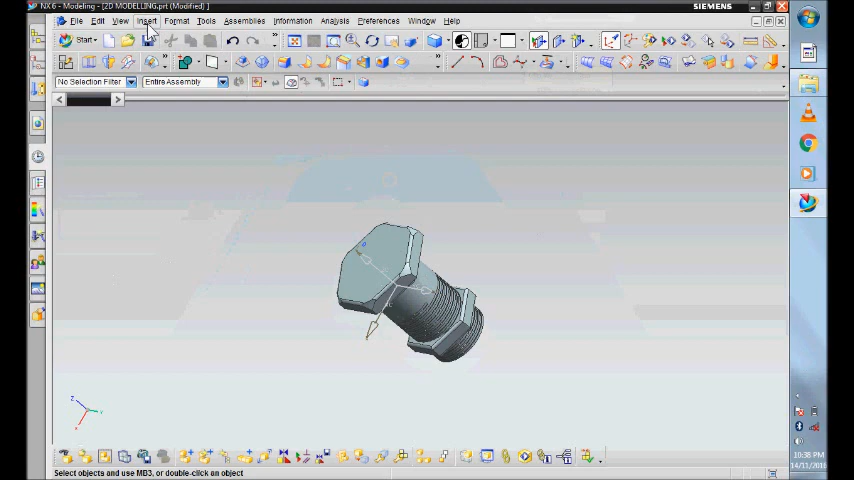 NX 6 - Modeling - [2D MODELLING.prt (Modified) ]
SIEMENS
File Edit View Insert Format Tools Assemblies Information Analysis Preferences Window Help
Start
No Selection Filter Entire Assembly
Z
Y
X
Select objects and use MB3, or double-click an object
10:38 PM
14/11/2016